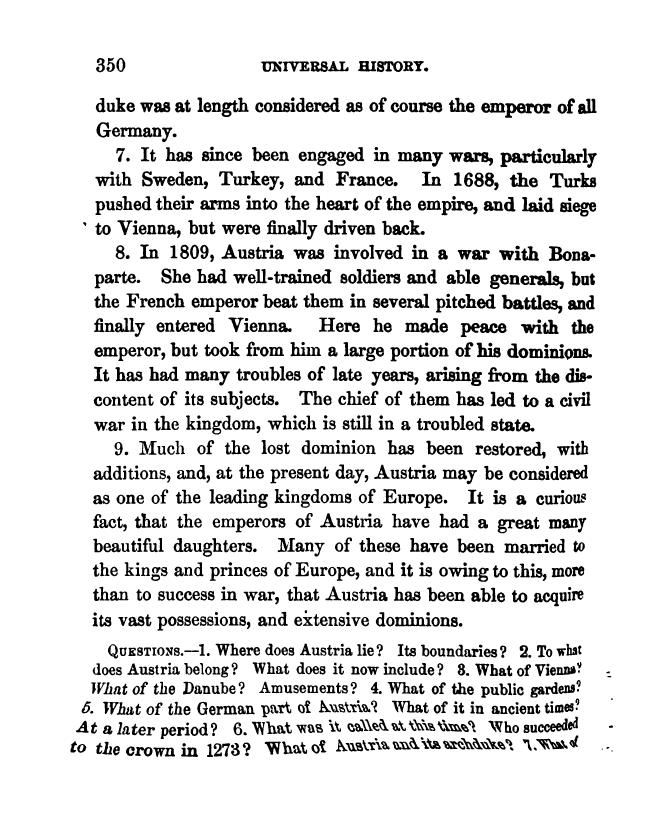 350 UNIVERSAL HISTORY.
duke was at length considered as of course the emperor of all
Germany.
7. It has since been engaged in many wars, particularly
with Sweden, Turkey, and France. In 1688, the Turks
pushed their arms into the heart of the empire, and laid siege
to Vienna, but were finally driven back.
8. In 1809, Austria was involved in a war with Bona-
parte. She had well-trained soldiers and able generals, but
the French emperor beat them in several pitched battles, and
finally entered Vienna. Here he made peace with the
emperor, but took from him a large portion of his dominions.
It has had many troubles of late years, arising from the dis-
content of its subjects. The chief of them has led to a civil
war in the kingdom, which is still in a troubled state.
9. Much of the lost dominion has been restored, with
additions, and, at the present day, Austria may be considered
as one of the leading kingdoms of Europe. It is a curious
fact, that the emperors of Austria have had a great many
beautiful daughters. Many of these have been married to
the kings and princes of Europe, and it is owing to this, more
than to success in war, that Austria has been able to acquire
its vast possessions, and extensive dominions.
QUESTIONS.—1. Where does Austria lie? Its boundaries? 2. To what
does Austria belong? What does it now include? 3. What of Vienna?
What of the Danube? Amusements? 4. What of the public gardens?
5. What of the German part of Austria? What of it in ancient times?
At a later period? 6. What was it called at this time? Who succeeded
to the crown in 1273? What of Austria and its archduke? 7. What of